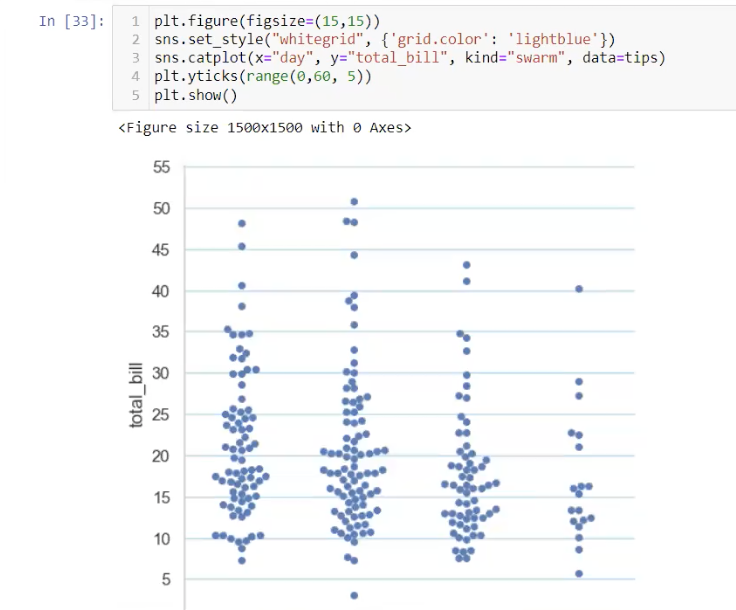 In [33]:
1 plt.figure(figsize=(15,15))
2 sns.set_style("whitegrid", {'grid.color': 'lightblue'})
3 sns.catplot(x="day", y="total_bill", kind="swarm", data=tips)
4 plt.yticks(range(0,60, 5))
5 plt.show()
<Figure size 1500x1500 with 0 Axes>
55
50
45
40
35
30
25
20
15
10
5
total_bill